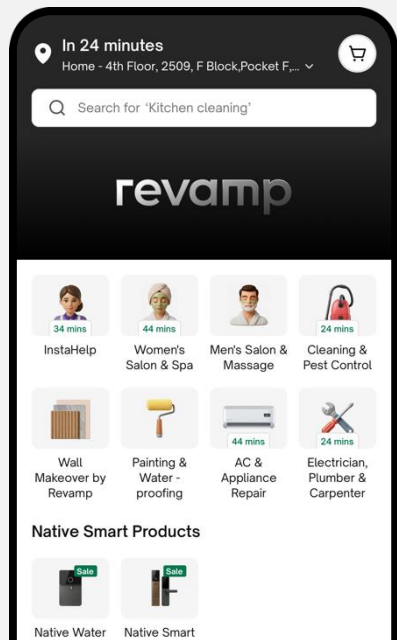 In 24 minutes
Home - 4th Floor, 2509, F Block,Pocket F,...
Search for ‘Kitchen cleaning’
revamp
34 mins
44 mins
24 mins
InstaHelp
Women's
Salon & Spa
Men's Salon &
Massage
Cleaning &
Pest Control
44 mins
24 mins
Wall
Makeover by
Revamp
Painting &
Water -
proofing
AC &
Appliance
Repair
Electrician,
Plumber &
Carpenter
Native Smart Products
Sale
Sale
Native Water
Native Smart